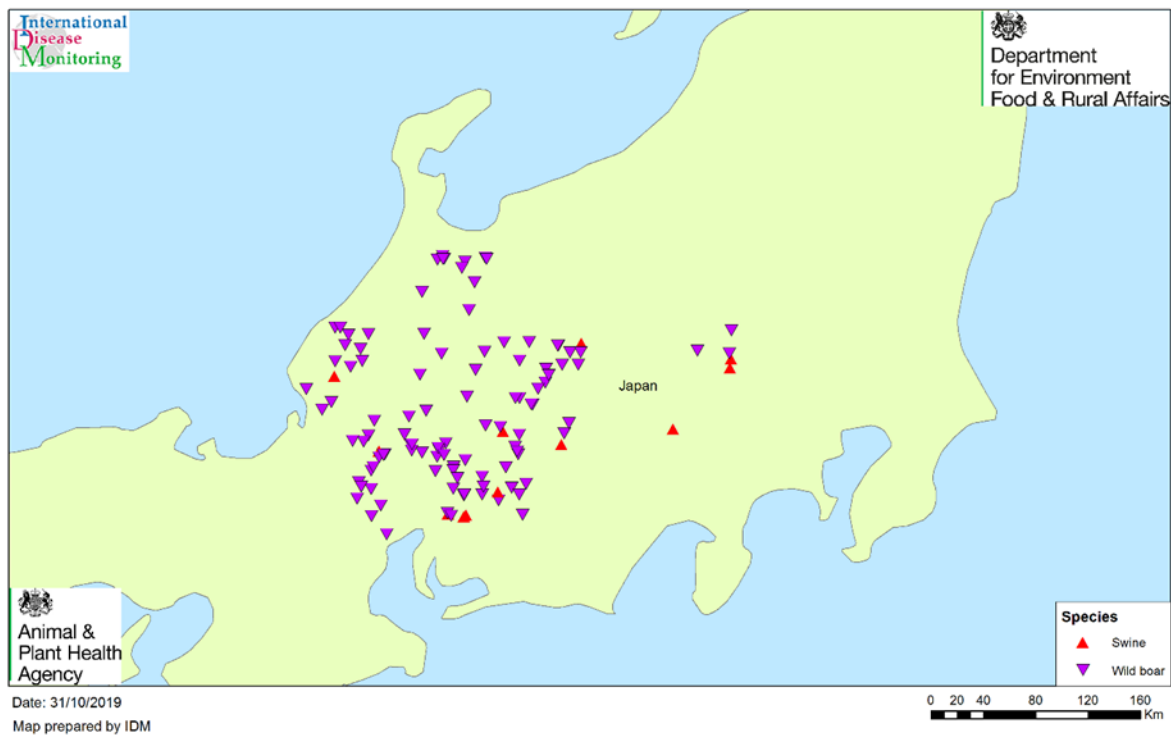 International
Disease
Monitoring
Department
for Environment
Food & Rural Affairs
Japan
Animal &
Plant Health
Agency
Species
Swine
Wild boar
Date: 31/10/2019
Map prepared by IDM
0 20 40 80 120 160
Km